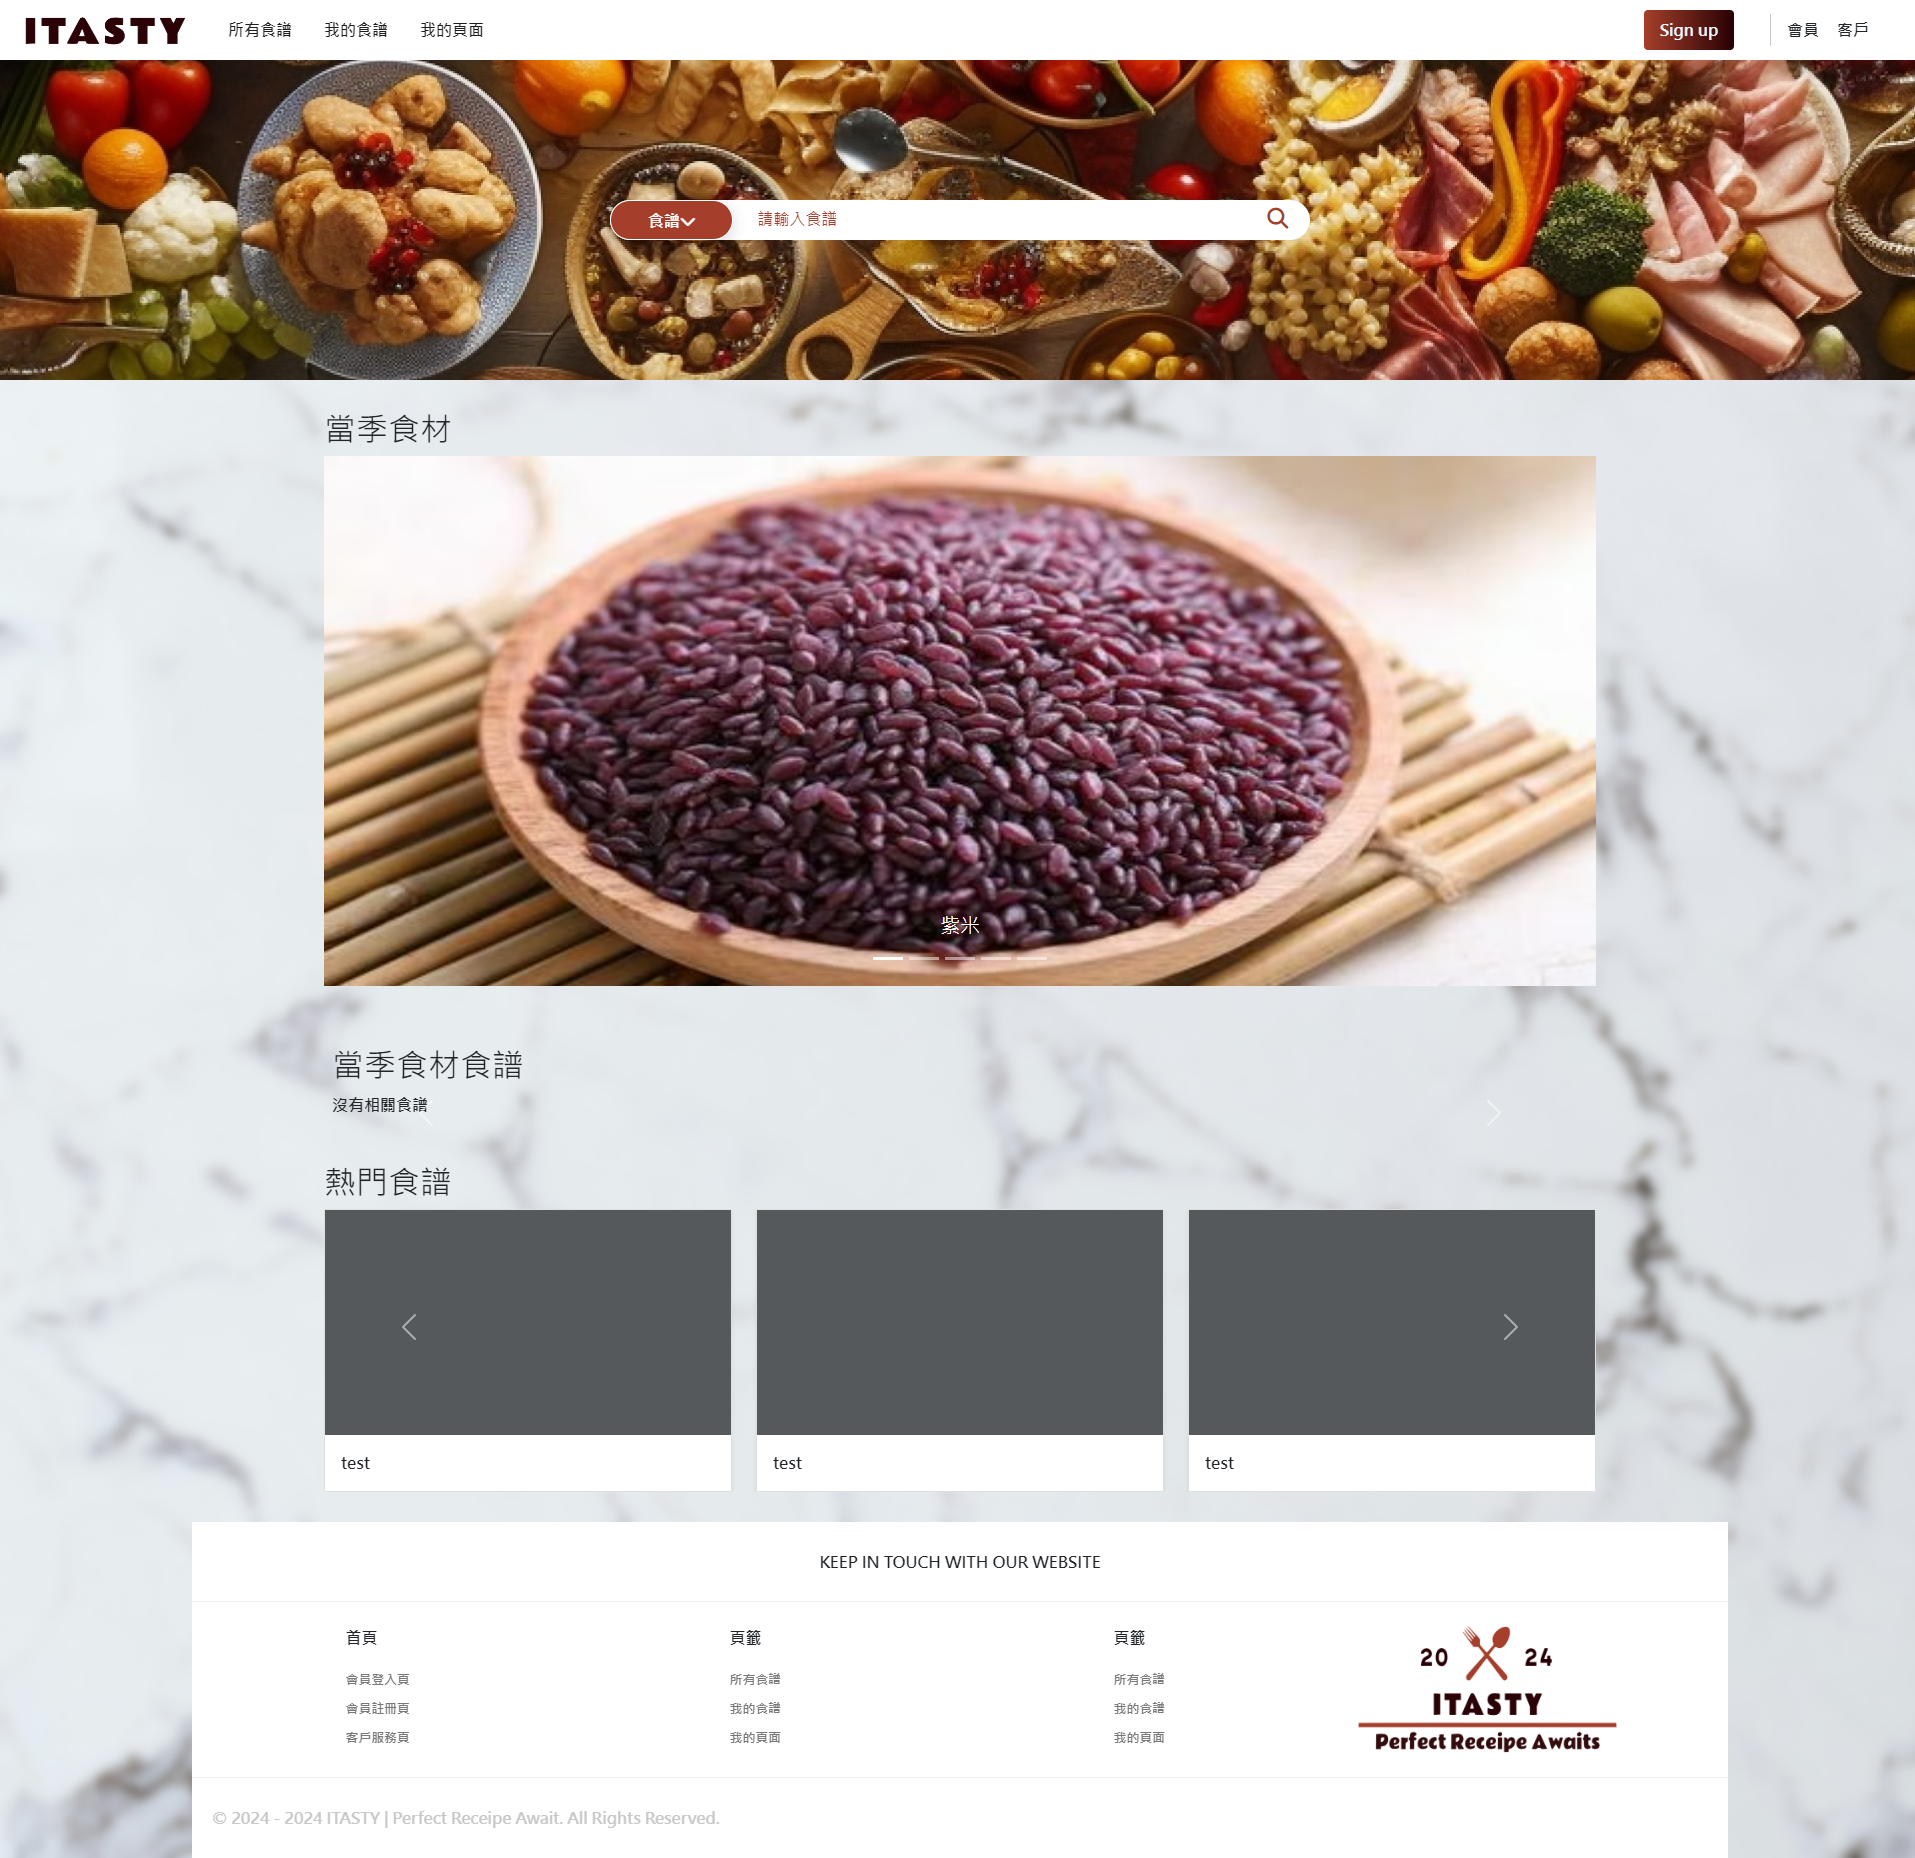 ITASTY
所有食譜
我的食譜
我的頁面
Sign up
會員
客戶
食譜
請輸入食譜
當季食材
紫米
當季食材食譜
沒有相關食譜
熱門食譜
test
test
test
KEEP IN TOUCH WITH OUR WEBSITE
首頁
會員登入頁
會員註冊頁
客戶服務頁
頁籤
所有食譜
我的食譜
我的頁面
頁籤
所有食譜
我的食譜
我的頁面
20 24
ITASTY
Perfect Receipe Awaits
© 2024 - 2024 ITASTY | Perfect Receipe Await. All Rights Reserved.